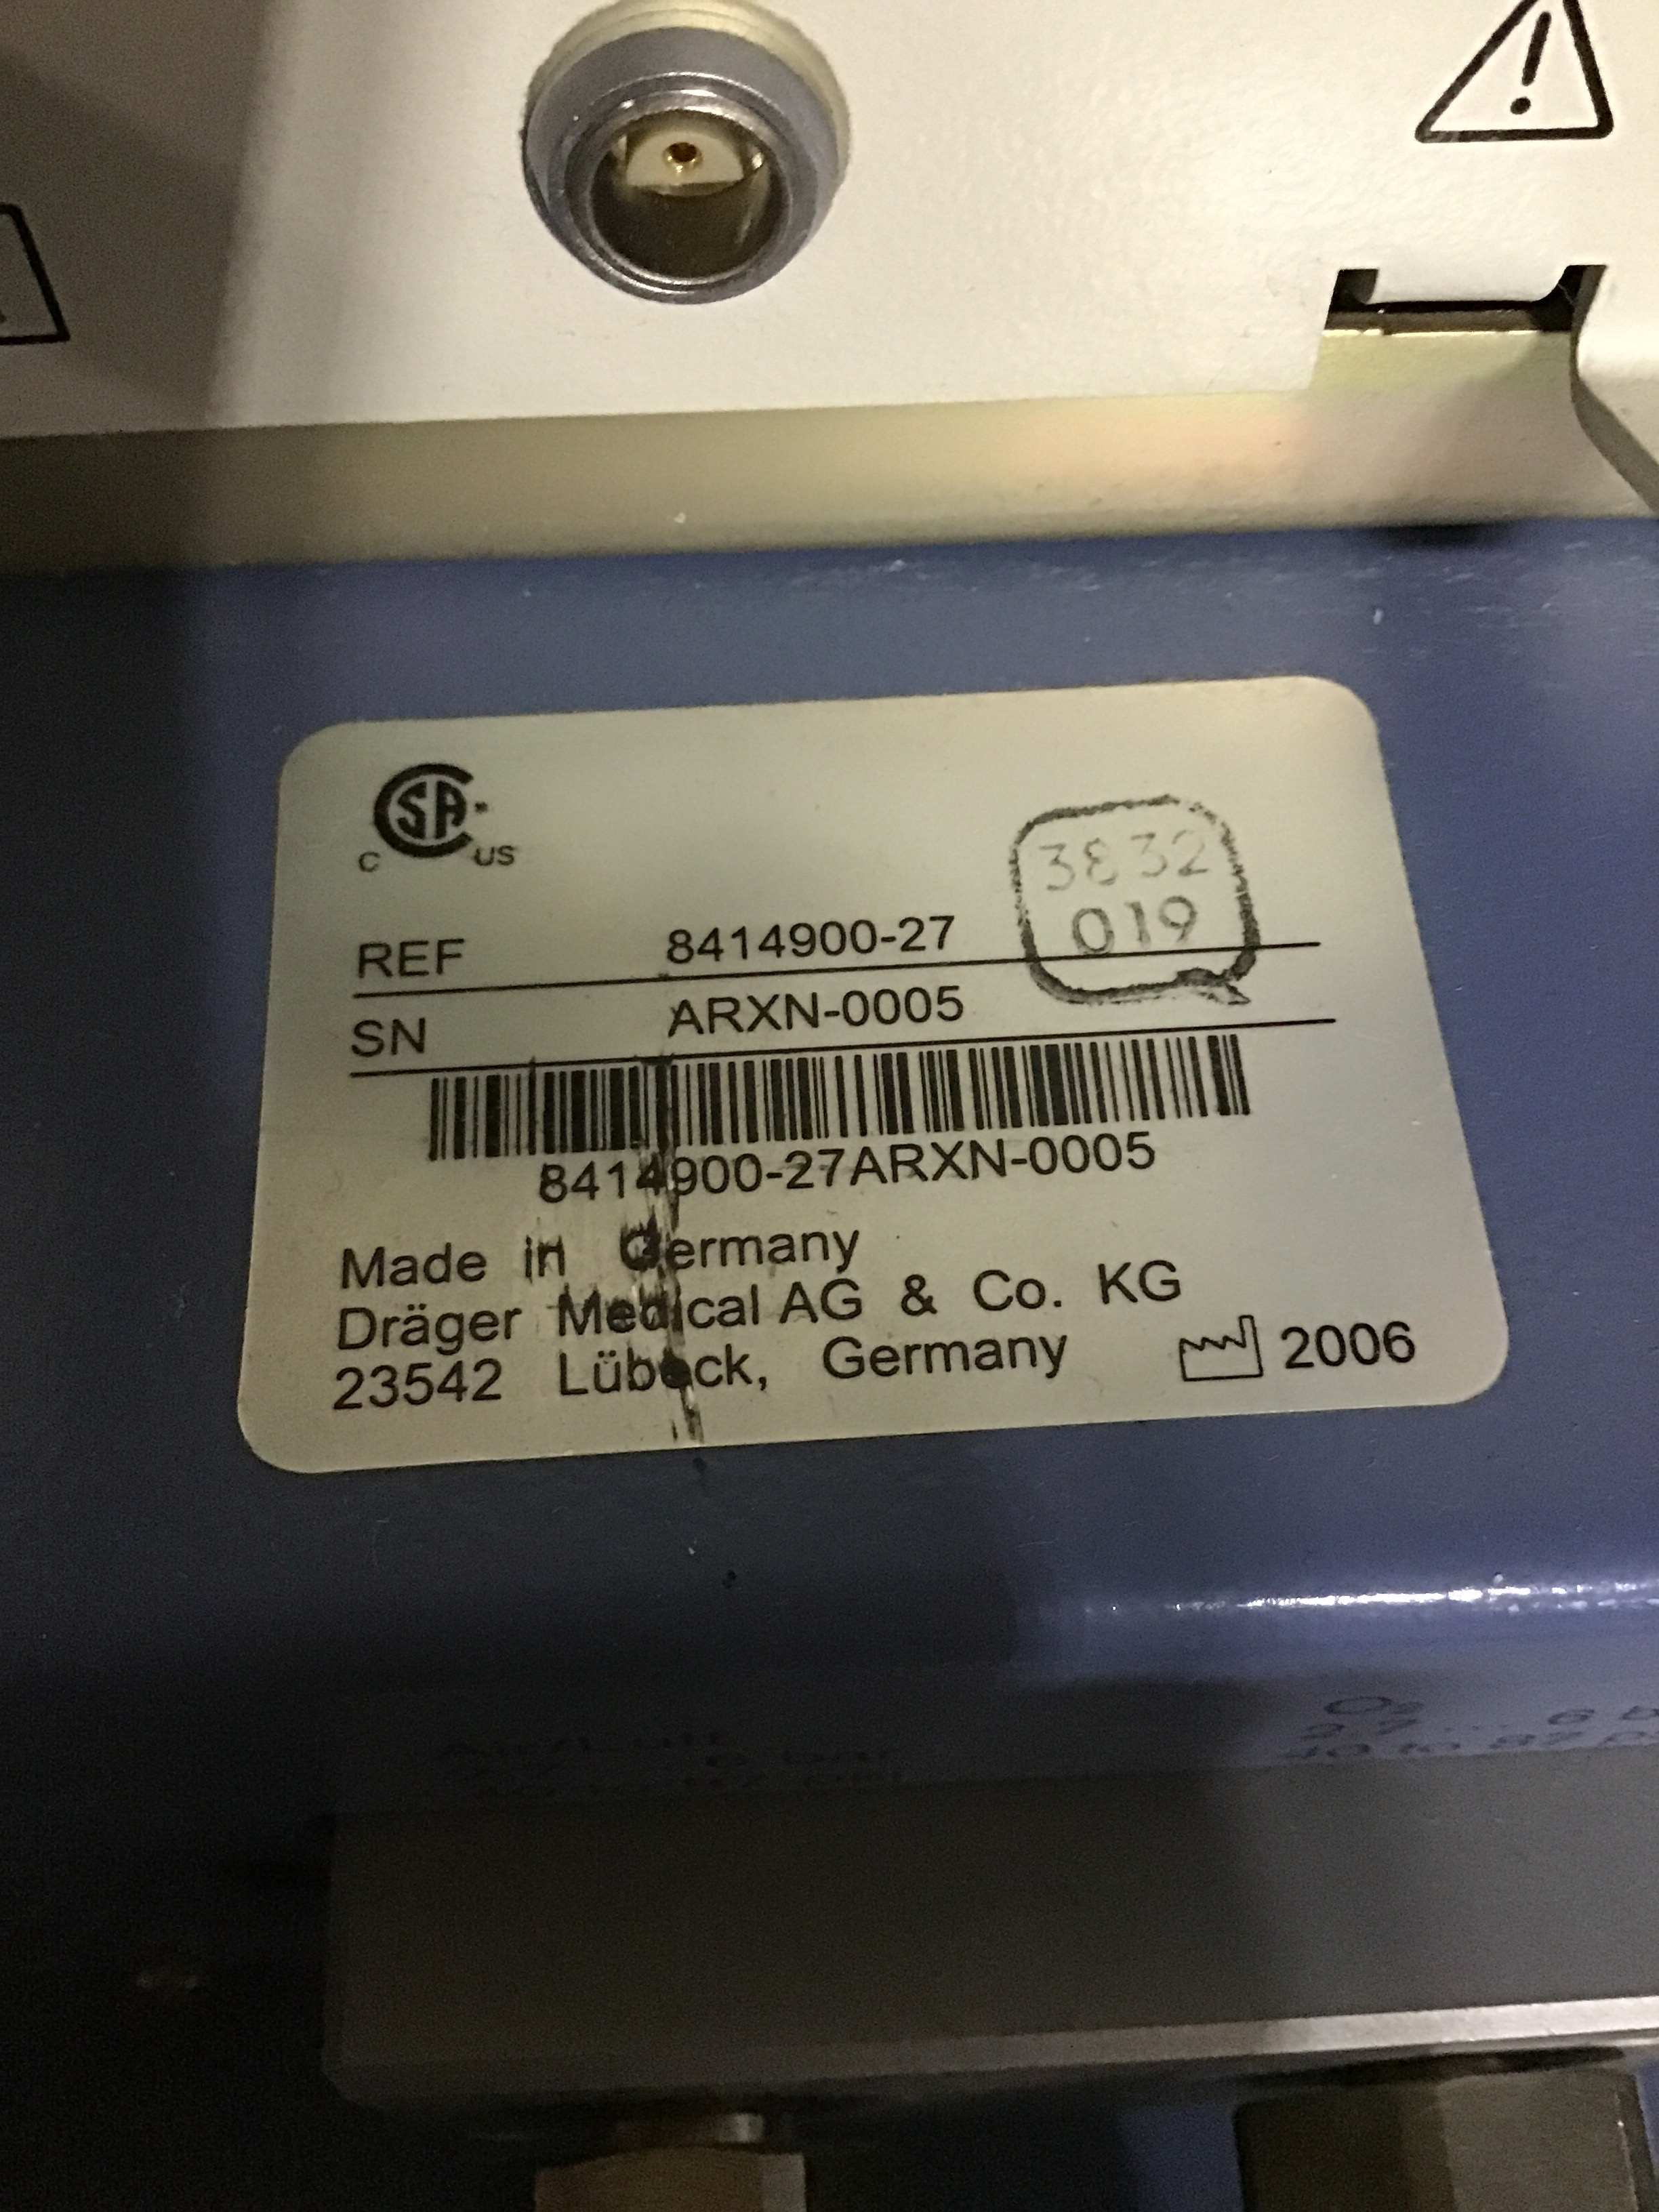 CSA
C US
3832
019
REF 8414900-27
SN ARXN-0005
8414900-27ARXN-0005
Made in Germany
Dräger Medical AG & Co. KG
23542 Lübeck, Germany 2006
O₂